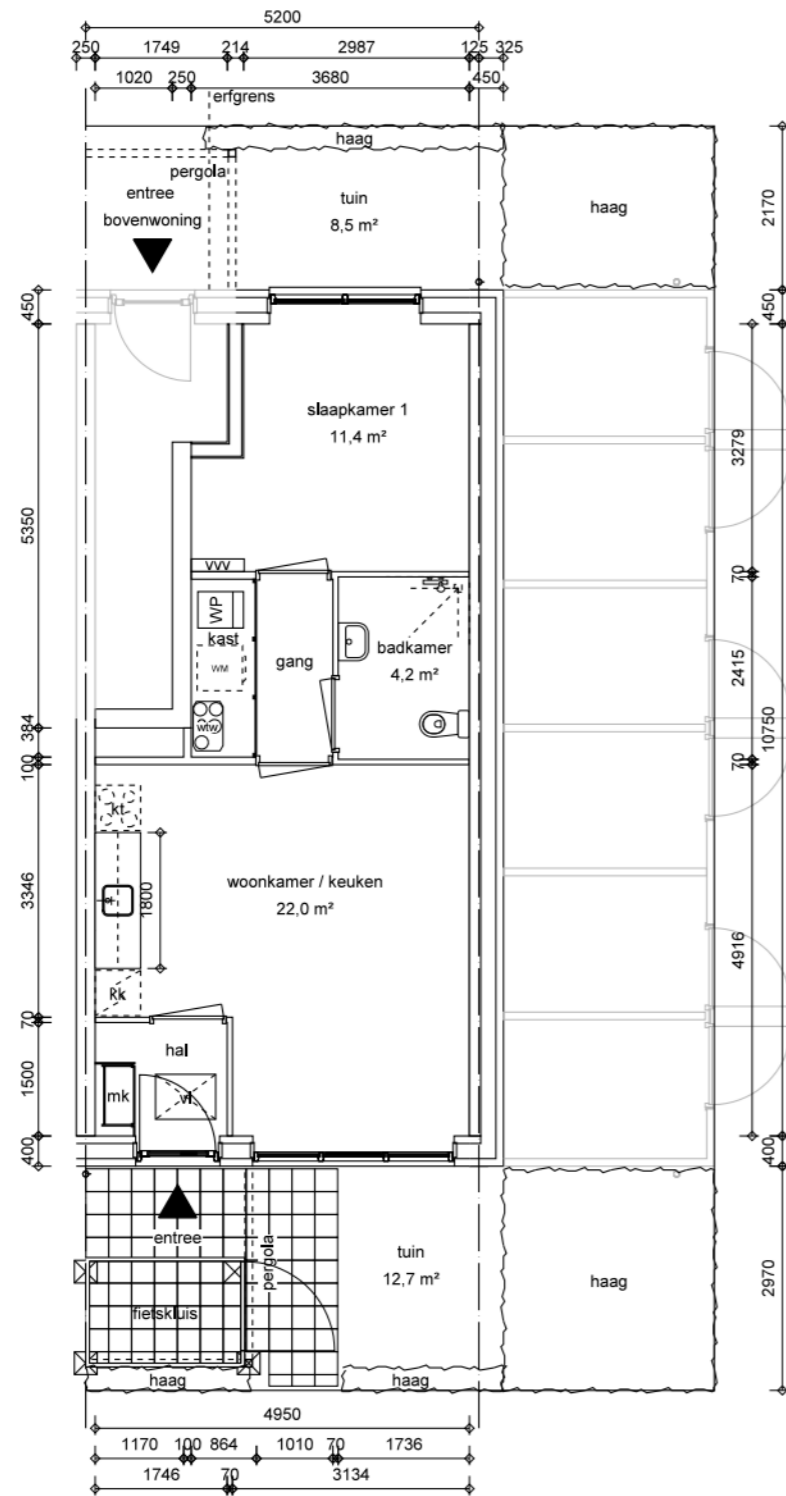 5200
250 1749 214 2987 125 325
1020 250 3680 450
erfgrens
haag
pergola
entree
bovenwoning
tuin
8,5 m²
haag
2170
450
450
slaapkamer 1
11,4 m²
3279
5350
VVV
WP
kast
WM
wtw
gang
badkamer
4,2 m²
70
2415
10750
70
384
100
kt
woonkamer / keuken
22,0 m²
1800
3346
Rk
4916
70
hal
mk
vl
1500
400
400
entree
pergola
tuin
12,7 m²
haag
fietskluis
2970
haag
haag
4950
1170 100 864 1010 70 1736
1746 70 3134